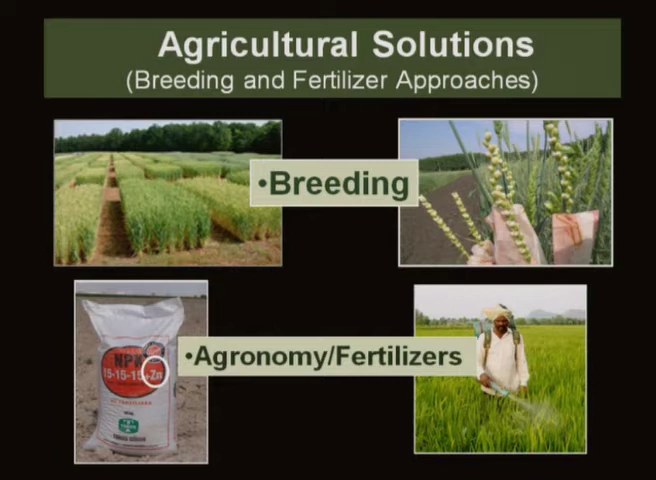 Agricultural Solutions
(Breeding and Fertilizer Approaches)
•Breeding
•Agronomy/Fertilizers
NPK
15-15-15+Zn